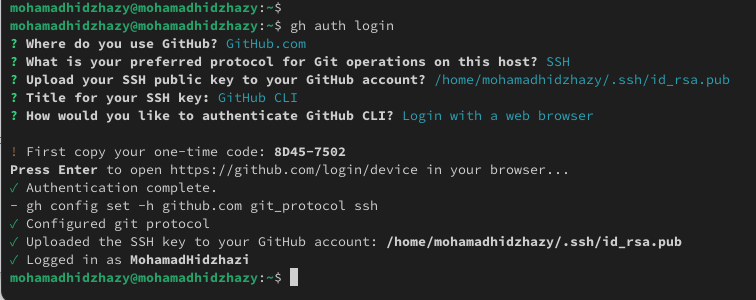 mohamadhidzhazy@mohamadhidzhazy:~$
mohamadhidzhazy@mohamadhidzhazy:~$ gh auth login
? Where do you use GitHub? GitHub.com
? What is your preferred protocol for Git operations on this host? SSH
? Upload your SSH public key to your GitHub account? /home/mohamadhidzhazy/.ssh/id_rsa.pub
? Title for your SSH key: GitHub CLI
? How would you like to authenticate GitHub CLI? Login with a web browser
! First copy your one-time code: 8D45-7502
Press Enter to open https://github.com/login/device in your browser...
✓ Authentication complete.
- gh config set -h github.com git_protocol ssh
✓ Configured git protocol
✓ Uploaded the SSH key to your GitHub account: /home/mohamadhidzhazy/.ssh/id_rsa.pub
✓ Logged in as MohamadHidzhazi
mohamadhidzhazy@mohamadhidzhazy:~$